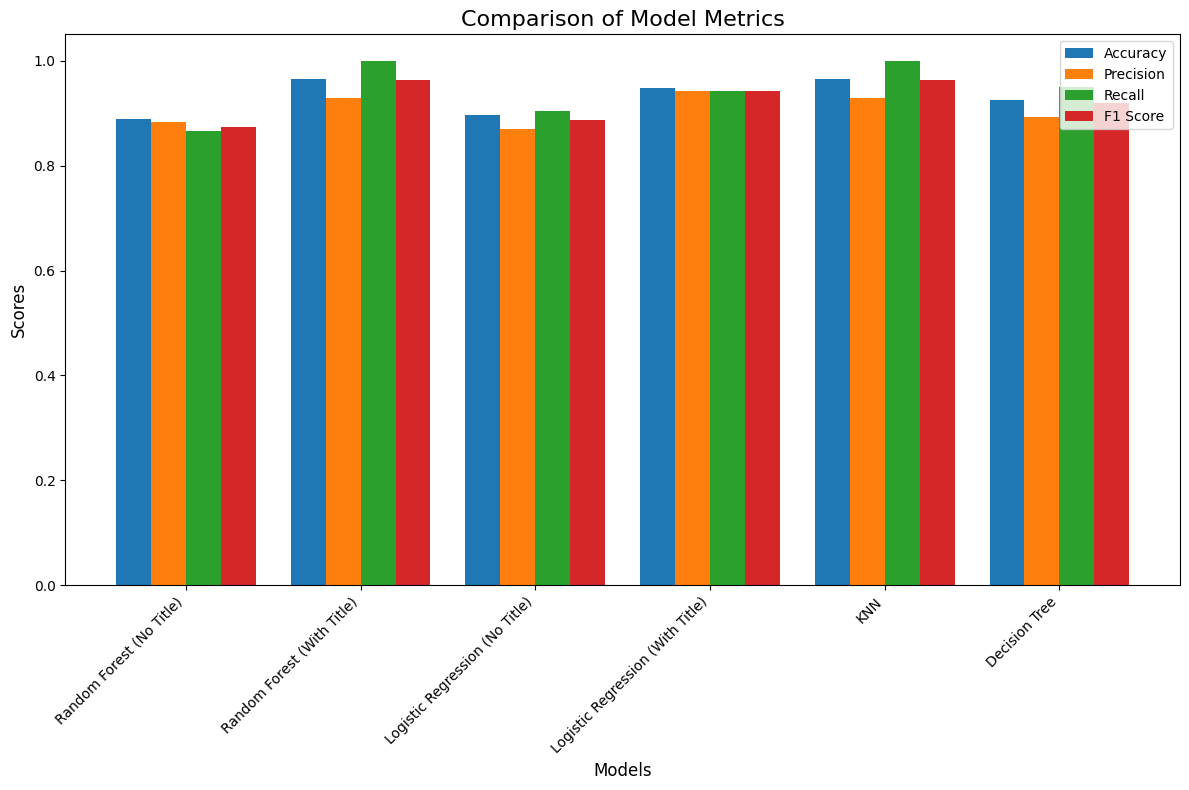 Comparison of Model Metrics
Accuracy
Precision
Recall
F1 Score
Scores
1.0
0.8
0.6
0.4
0.2
0.0
Random Forest (No Title)
Random Forest (With Title)
Logistic Regression (No Title)
Logistic Regression (With Title)
KNN
Decision Tree
Models